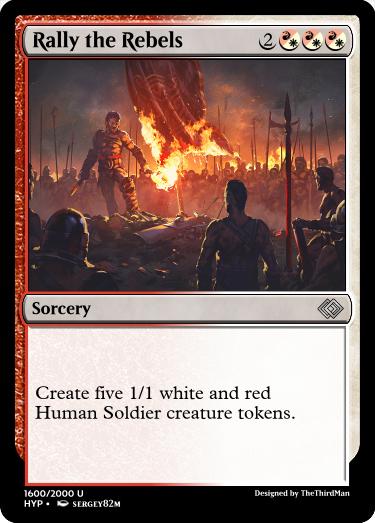 Rally the Rebels 2
Sorcery
Create five 1/1 white and red
Human Soldier creature tokens.
1600/2000 U
HYP • SERGEY82M
Designed by TheThirdMan